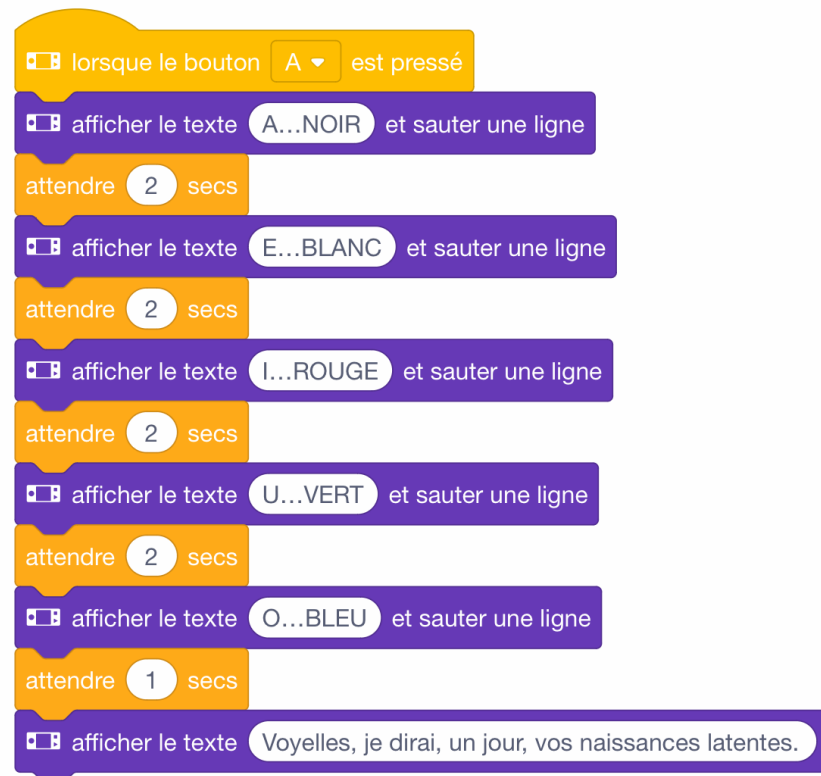 lorsque le bouton A est pressé
afficher le texte A...NOIR et sauter une ligne
attendre 2 secs
afficher le texte E...BLANC et sauter une ligne
attendre 2 secs
afficher le texte I...ROUGE et sauter une ligne
attendre 2 secs
afficher le texte U...VERT et sauter une ligne
attendre 2 secs
afficher le texte O...BLEU et sauter une ligne
attendre 1 secs
afficher le texte Voyelles, je dirai, un jour, vos naissances latentes.